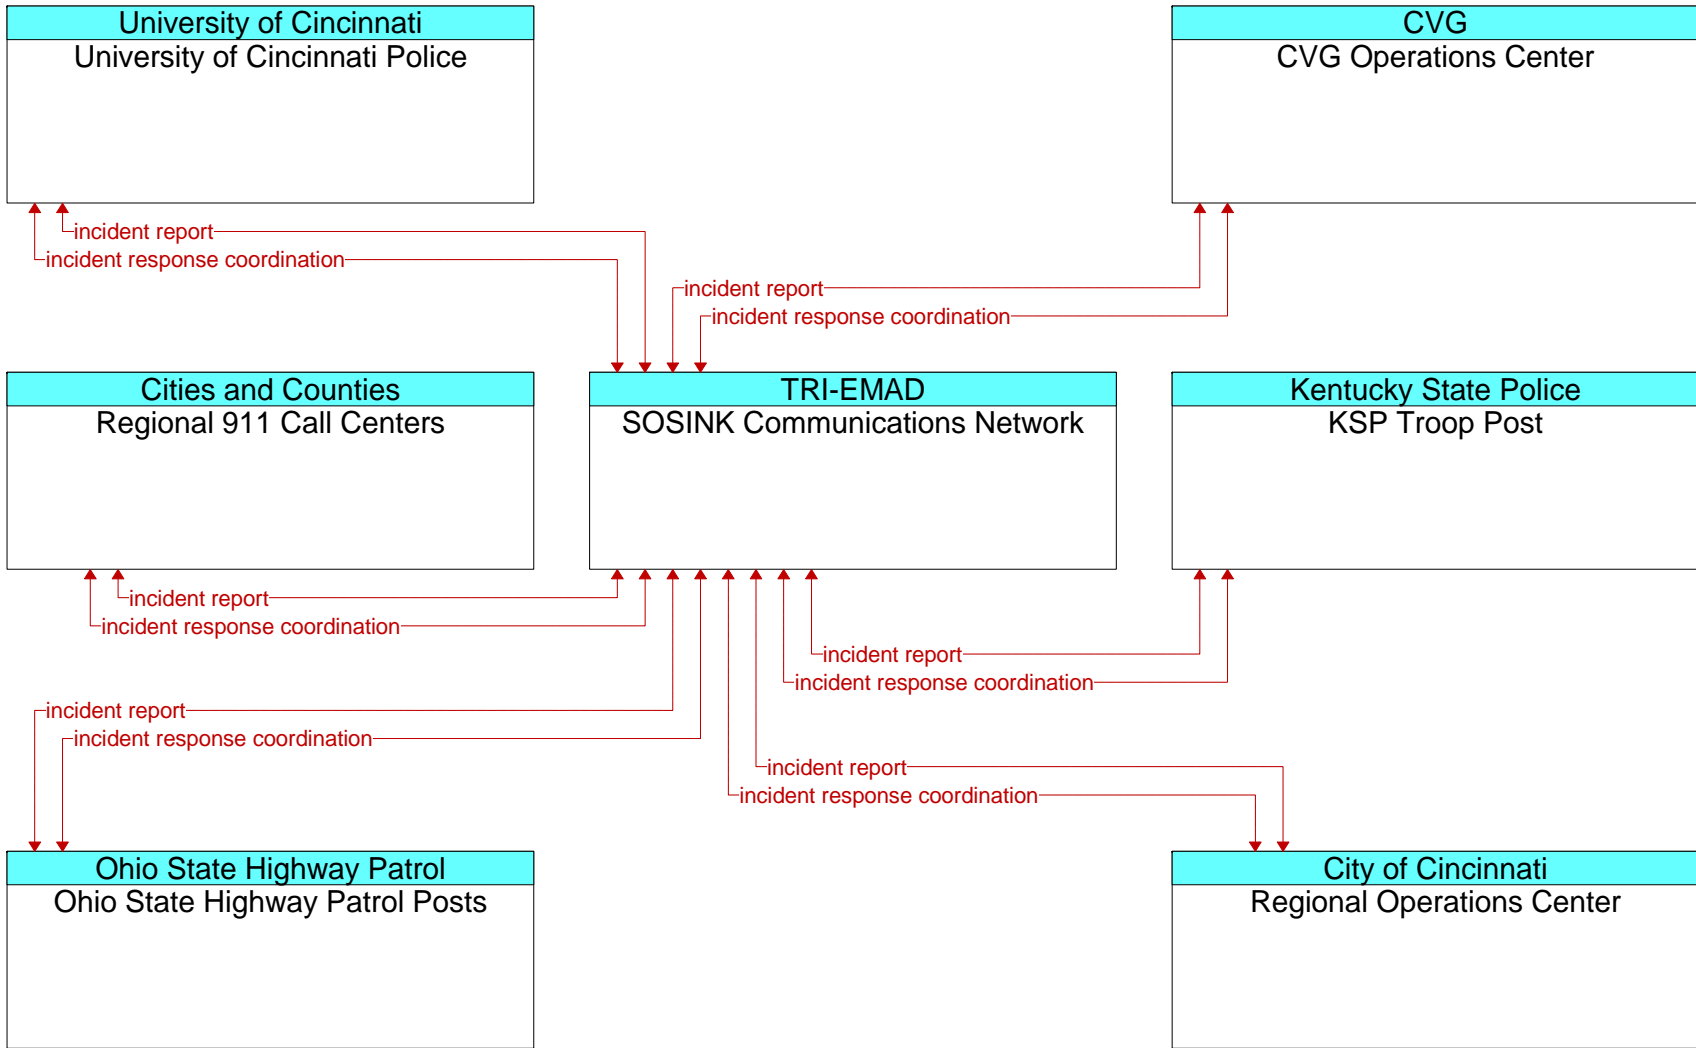 University of Cincinnati
University of Cincinnati Police
CVG
CVG Operations Center
incident report
incident response coordination
incident report
incident response coordination
Cities and Counties
Regional 911 Call Centers
TRI-EMAD
SOSINK Communications Network
Kentucky State Police
KSP Troop Post
incident report
incident response coordination
incident report
incident response coordination
incident report
incident response coordination
incident report
incident response coordination
Ohio State Highway Patrol
Ohio State Highway Patrol Posts
City of Cincinnati
Regional Operations Center